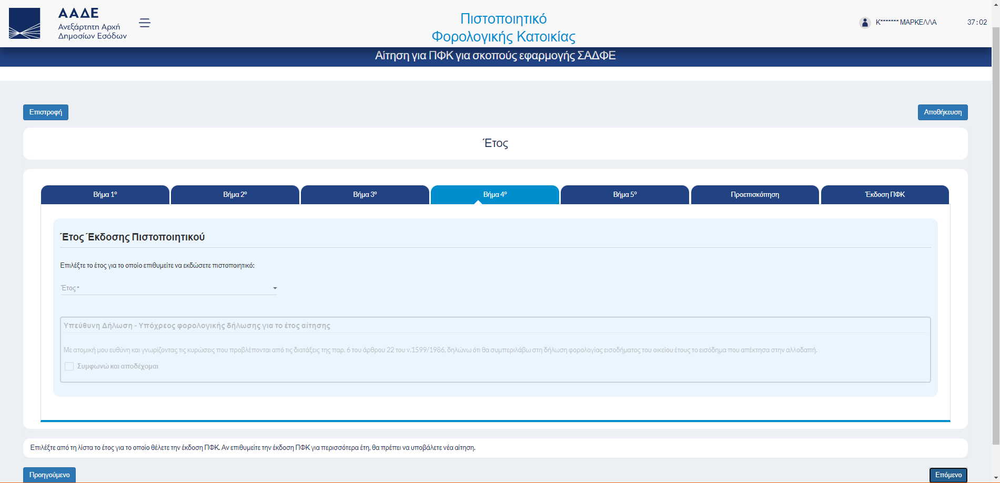 ΑΑΔΕ
Ανεξάρτητη Αρχή
Δημοσίων Εσόδων
Πιστοποιητικό
Φορολογικής Κατοικίας
Κ******* ΜΑΡΚΕΛΛΑ
37 : 02
Αίτηση για ΠΦΚ για σκοπούς εφαρμογής ΣΑΔΦΕ
Επιστροφή
Αποθήκευση
Έτος
Βήμα 1º
Βήμα 2º
Βήμα 3º
Βήμα 4º
Βήμα 5º
Προεπισκόπηση
Έκδοση ΠΦΚ
Έτος Έκδοσης Πιστοποιητικού
Επιλέξτε το έτος για το οποίο επιθυμείτε να εκδώσετε πιστοποιητικό:
Έτος *
Υπεύθυνη Δήλωση - Υπόχρεος φορολογικής δήλωσης για το έτος αίτησης
Με ατομική μου ευθύνη και γνωρίζοντας τις κυρώσεις που προβλέπονται από τις διατάξεις της παρ. 6 του άρθρου 22 του ν.1599/1986, δηλώνω ότι θα συμπεριλάβω στη δήλωση φορολογίας εισοδήματος του οικείου έτους το εισόδημα που απέκτησα στην αλλοδαπή.
Συμφωνώ και αποδέχομαι
Επιλέξτε από τη λίστα το έτος για το οποίο θέλετε την έκδοση ΠΦΚ. Αν επιθυμείτε την έκδοση ΠΦΚ για περισσότερα έτη, θα πρέπει να υποβάλετε νέα αίτηση.
Προηγούμενο
Επόμενο